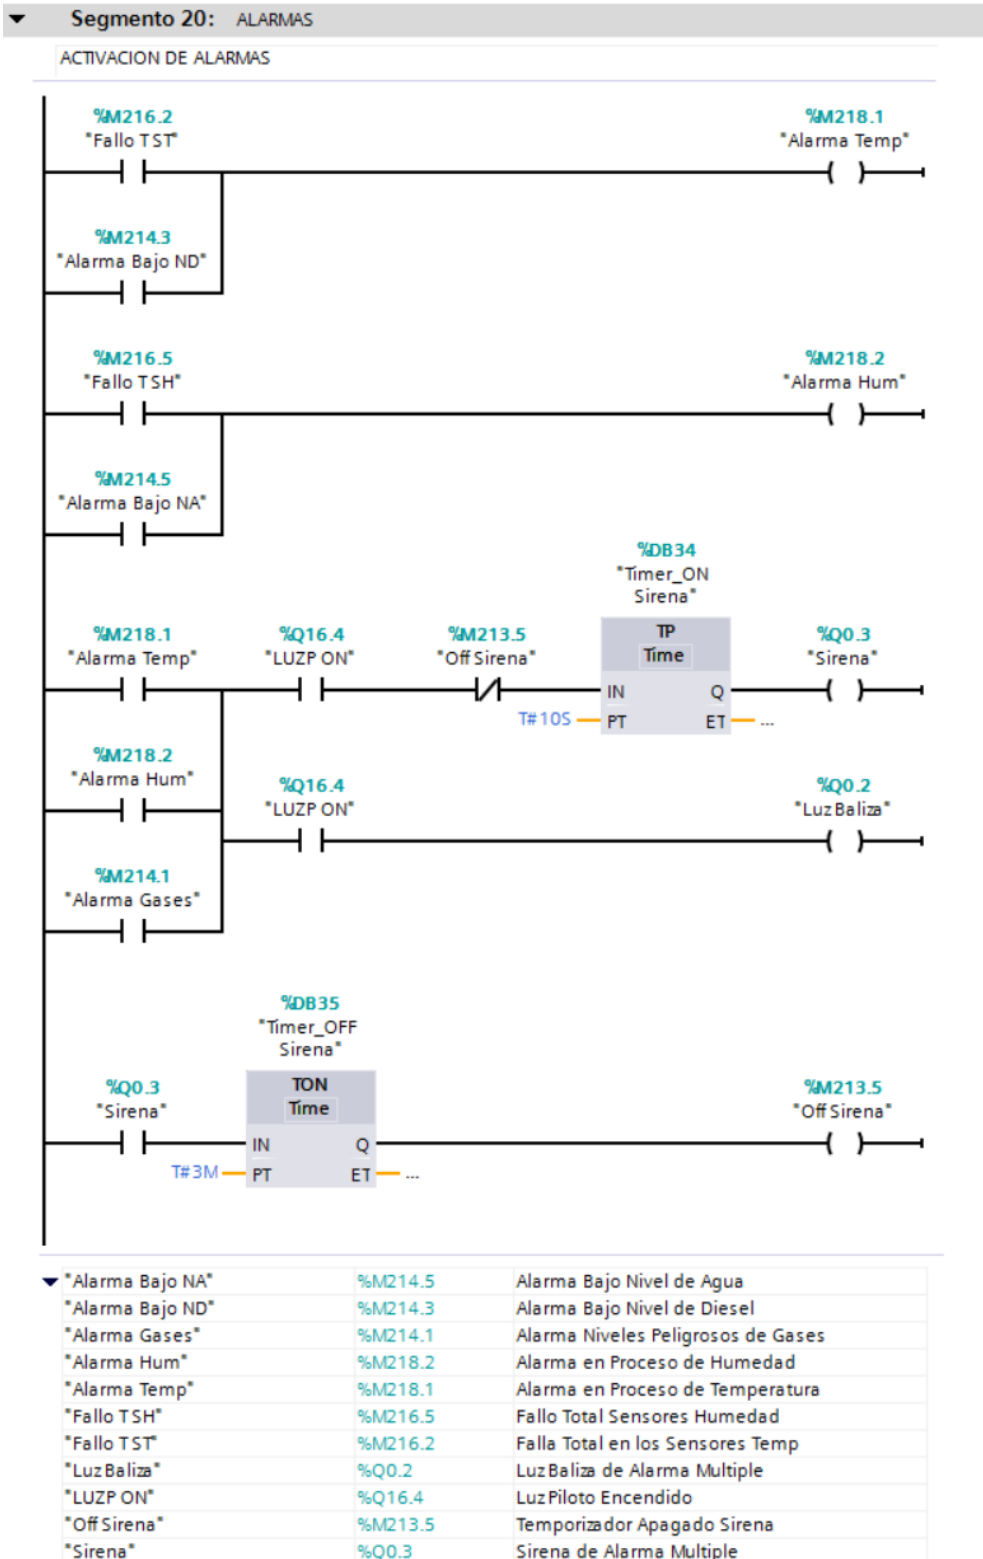 Segmento 20: ALARMAS
ACTIVACION DE ALARMAS
%M216.2 %M218.1
"Fallo TST" "Alarma Temp"
%M214.3
"Alarma Bajo ND"
%M216.5 %M218.2
"Fallo TSH" "Alarma Hum"
%M214.5
"Alarma Bajo NA"
%DB34
"Timer_ON
Sirena"
%M218.1 %Q16.4 %M213.5 TP %Q0.3
"Alarma Temp" "LUZP ON" "Off Sirena" Time "Sirena"
IN Q
T#10S PT ET ...
%M218.2
"Alarma Hum"
%Q16.4 %Q0.2
"LUZP ON" "Luz Baliza"
%M214.1
"Alarma Gases"
%DB35
"Timer_OFF
Sirena"
%Q0.3 TON %M213.5
"Sirena" Time "Off Sirena"
IN Q
T#3M PT ET ...
"Alarma Bajo NA" %M214.5 Alarma Bajo Nivel de Agua
"Alarma Bajo ND" %M214.3 Alarma Bajo Nivel de Diesel
"Alarma Gases" %M214.1 Alarma Niveles Peligrosos de Gases
"Alarma Hum" %M218.2 Alarma en Proceso de Humedad
"Alarma Temp" %M218.1 Alarma en Proceso de Temperatura
"Fallo TSH" %M216.5 Fallo Total Sensores Humedad
"Fallo TST" %M216.2 Falla Total en los Sensores Temp
"Luz Baliza" %Q0.2 Luz Baliza de Alarma Multiple
"LUZP ON" %Q16.4 Luz Piloto Encendido
"Off Sirena" %M213.5 Temporizador Apagado Sirena
"Sirena" %Q0.3 Sirena de Alarma Multiple